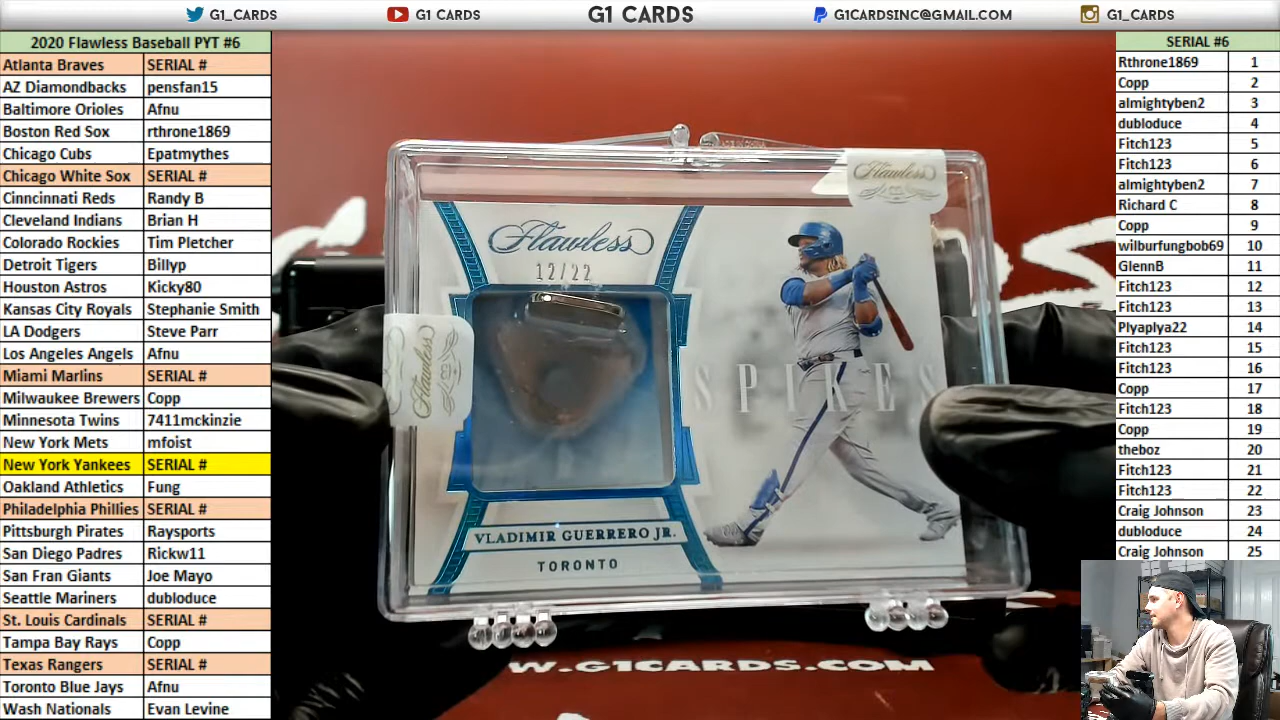 G1_CARDS
G1 CARDS
G1 CARDS
G1CARDSINC@GMAIL.COM
G1_CARDS
2020 Flawless Baseball PYT #6
Atlanta Braves SERIAL #
AZ Diamondbacks pensfan15
Baltimore Orioles Afnu
Boston Red Sox rthrone1869
Chicago Cubs Epatmythes
Chicago White Sox SERIAL #
Cinncinnati Reds Randy B
Cleveland Indians Brian H
Colorado Rockies Tim Pletcher
Detroit Tigers Billyp
Houston Astros Kicky80
Kansas City Royals Stephanie Smith
LA Dodgers Steve Parr
Los Angeles Angels Afnu
Miami Marlins SERIAL #
Milwaukee Brewers Copp
Minnesota Twins 7411mckinzie
New York Mets mfoist
New York Yankees SERIAL #
Oakland Athletics Fung
Philadelphia Phillies SERIAL #
Pittsburgh Pirates Raysports
San Diego Padres Rickw11
San Fran Giants Joe Mayo
Seattle Mariners dubloduce
St. Louis Cardinals SERIAL #
Tampa Bay Rays Copp
Texas Rangers SERIAL #
Toronto Blue Jays Afnu
Wash Nationals Evan Levine
Flawless
Flawless
12/22
Flawless
SPIKES
VLADIMIR GUERRERO JR.
TORONTO
WWW.G1CARDS.COM
SERIAL #6
Rthrone1869 1
Copp 2
almightyben2 3
dubloduce 4
Fitch123 5
Fitch123 6
almightyben2 7
Richard C 8
Copp 9
wilburfungbob69 10
GlennB 11
Fitch123 12
Fitch123 13
Plyaplya22 14
Fitch123 15
Fitch123 16
Copp 17
Fitch123 18
Copp 19
theboz 20
Fitch123 21
Fitch123 22
Craig Johnson 23
dubloduce 24
Craig Johnson 25